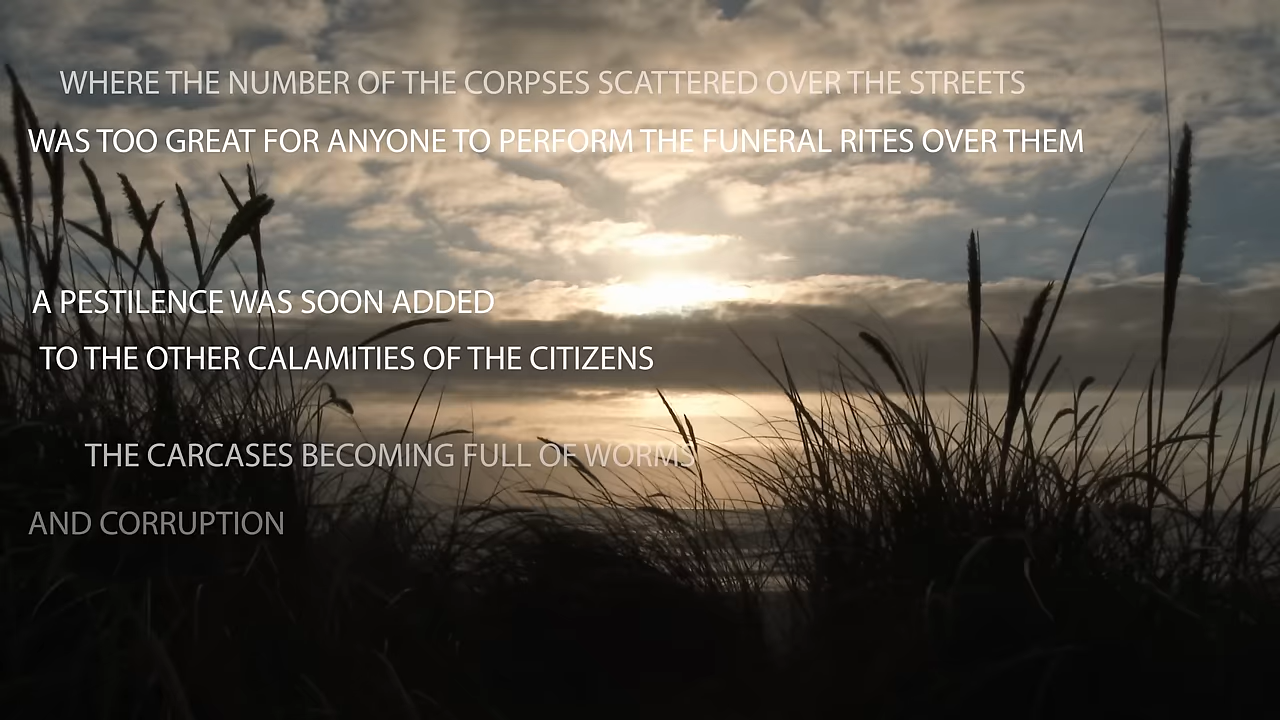 WHERE THE NUMBER OF THE CORPSES SCATTERED OVER THE STREETS
WAS TOO GREAT FOR ANYONE TO PERFORM THE FUNERAL RITES OVER THEM
A PESTILENCE WAS SOON ADDED
TO THE OTHER CALAMITIES OF THE CITIZENS
THE CARCASES BECOMING FULL OF WORMS
AND CORRUPTION